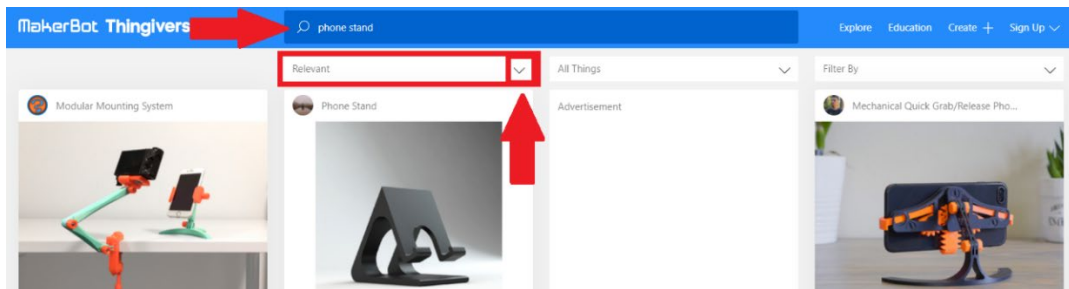 MakerBot Thingivers
phone stand
Explore Education Create + Sign Up
Relevant
All Things
Filter By
Modular Mounting System
Phone Stand
Advertisement
Mechanical Quick Grab/Release Pho...